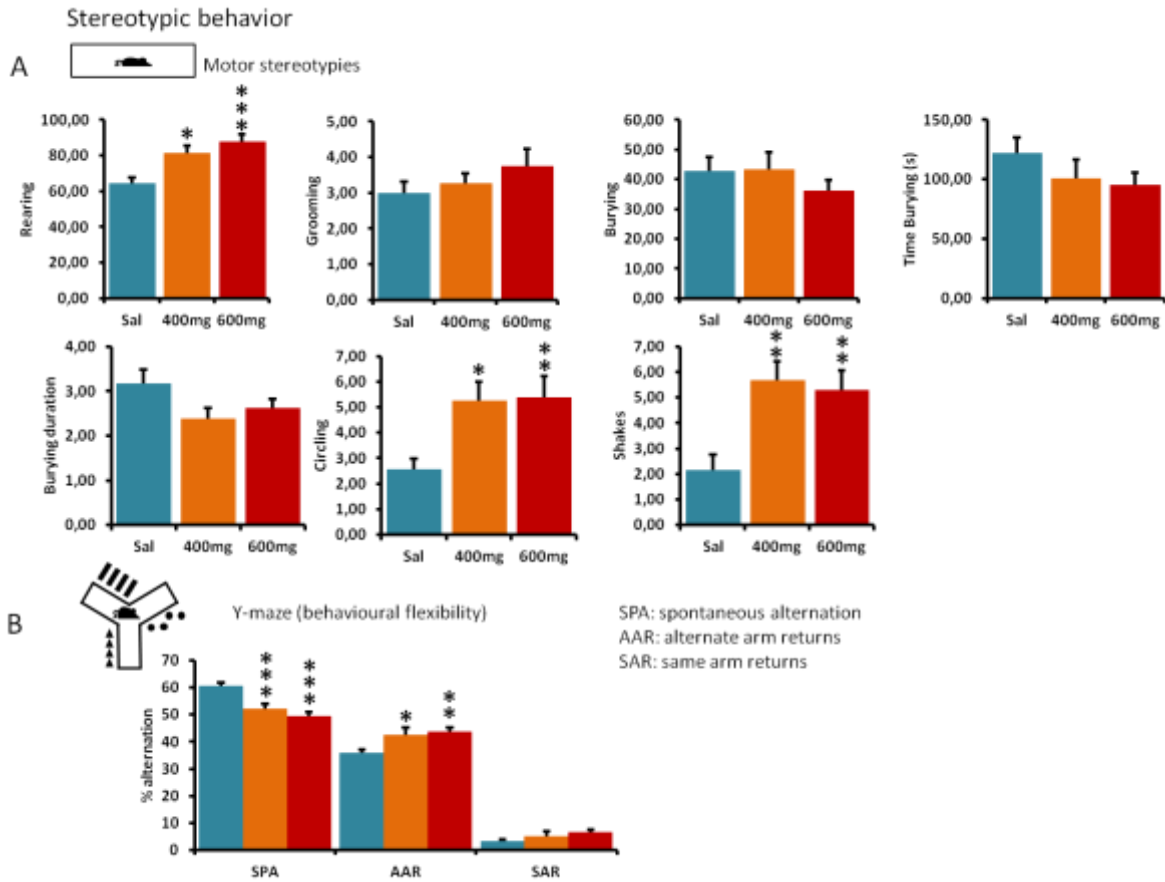 Stereotypic behavior
A
Motor stereotypies
Rearing
100,00
80,00
60,00
40,00
20,00
0,00
*
***
Sal 400mg 600mg
Grooming
5,00
4,00
3,00
2,00
1,00
0,00
Sal 400mg 600mg
Burying
60,00
50,00
40,00
30,00
20,00
10,00
0,00
Sal 400mg 600mg
Time Burying (s)
150,00
100,00
50,00
0,00
Sal 400mg 600mg
Burying duration
4,00
3,00
2,00
1,00
0,00
Sal 400mg 600mg
Circling
7,00
6,00
5,00
4,00
3,00
2,00
1,00
0,00
*
**
Sal 400mg 600mg
Shakes
7,00
6,00
5,00
4,00
3,00
2,00
1,00
0,00
**
**
Sal 400mg 600mg
B
Y-maze (behavioural flexibility)
SPA: spontaneous alternation
AAR: alternate arm returns
SAR: same arm returns
% alternation
70
60
50
40
30
20
10
0
***
***
*
**
SPA AAR SAR